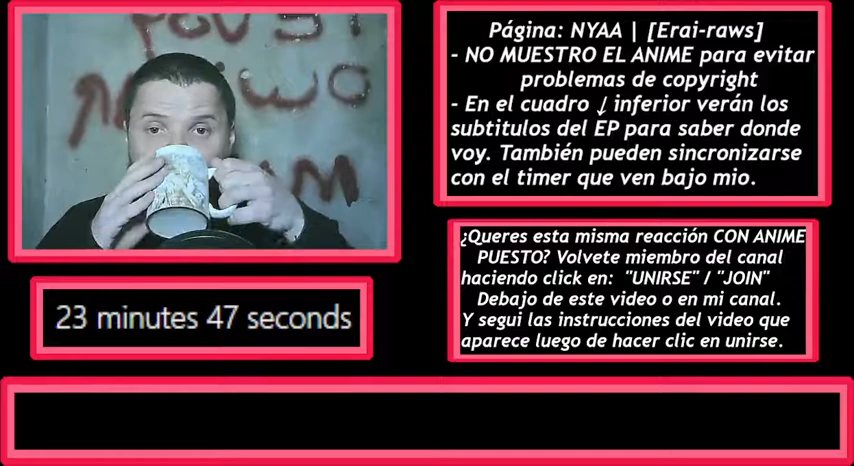 Página: NYAA | [Erai-raws]
- NO MUESTRO EL ANIME para evitar
problemas de copyright
- En el cuadro ↓ inferior verán los
subtitulos del EP para saber donde
voy. También pueden sincronizarse
con el timer que ven bajo mio.
¿Queres esta misma reacción CON ANIME
PUESTO? Volvete miembro del canal
haciendo click en: "UNIRSE" / "JOIN"
Debajo de este video o en mi canal.
Y segui las instrucciones del video que
aparece luego de hacer clic en unirse.
23 minutes 47 seconds